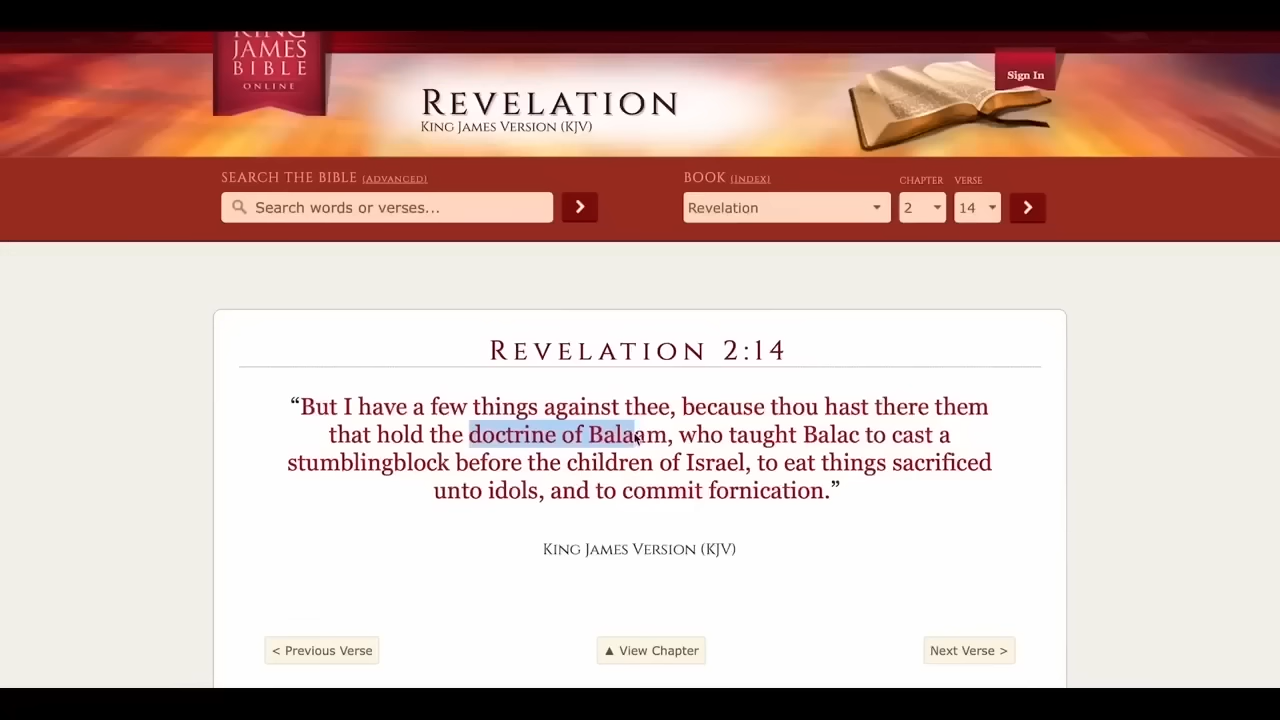 KING
JAMES
BIBLE
ONLINE
REVELATION
KING JAMES VERSION (KJV)
Sign In
SEARCH THE BIBLE (ADVANCED)
Search words or verses...
BOOK (INDEX)
Revelation
CHAPTER
2
VERSE
14
REVELATION 2:14
“But I have a few things against thee, because thou hast there them
that hold the doctrine of Balaam, who taught Balac to cast a
stumblingblock before the children of Israel, to eat things sacrificed
unto idols, and to commit fornication.”
KING JAMES VERSION (KJV)
< Previous Verse
▲ View Chapter
Next Verse >